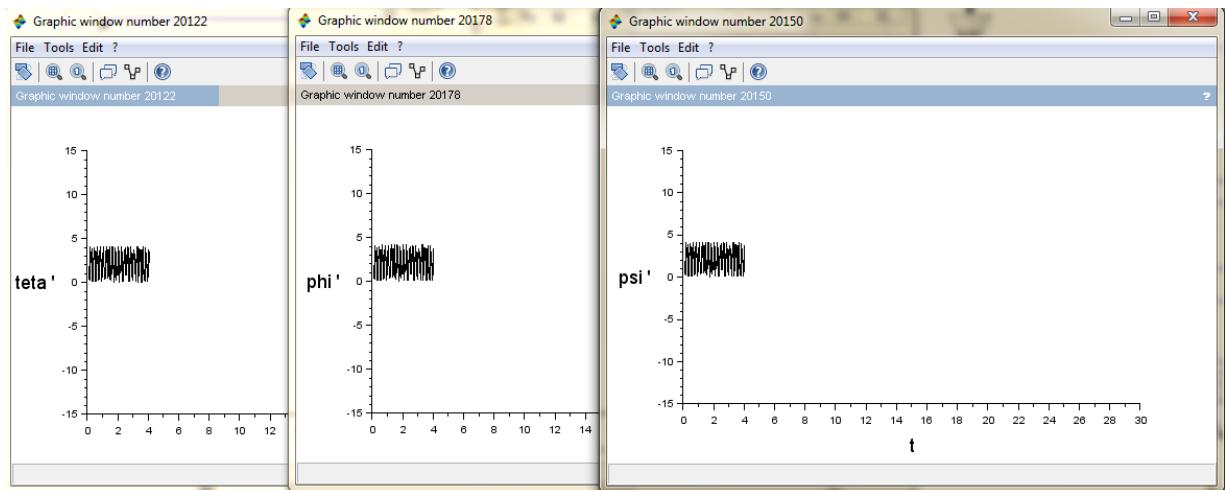 Graphic window number 20122
File Tools Edit ?
Graphic window number 20122
15
10
5
teta '
0
-5
-10
-15
0 2 4 6 8 10 12
Graphic window number 20178
File Tools Edit ?
Graphic window number 20178
15
10
5
phi '
0
-5
-10
-15
0 2 4 6 8 10 12 14
Graphic window number 20150
File Tools Edit ?
Graphic window number 20150 ?
15
10
5
psi '
0
-5
-10
-15
0 2 4 6 8 10 12 14 16 18 20 22 24 26 28 30
t